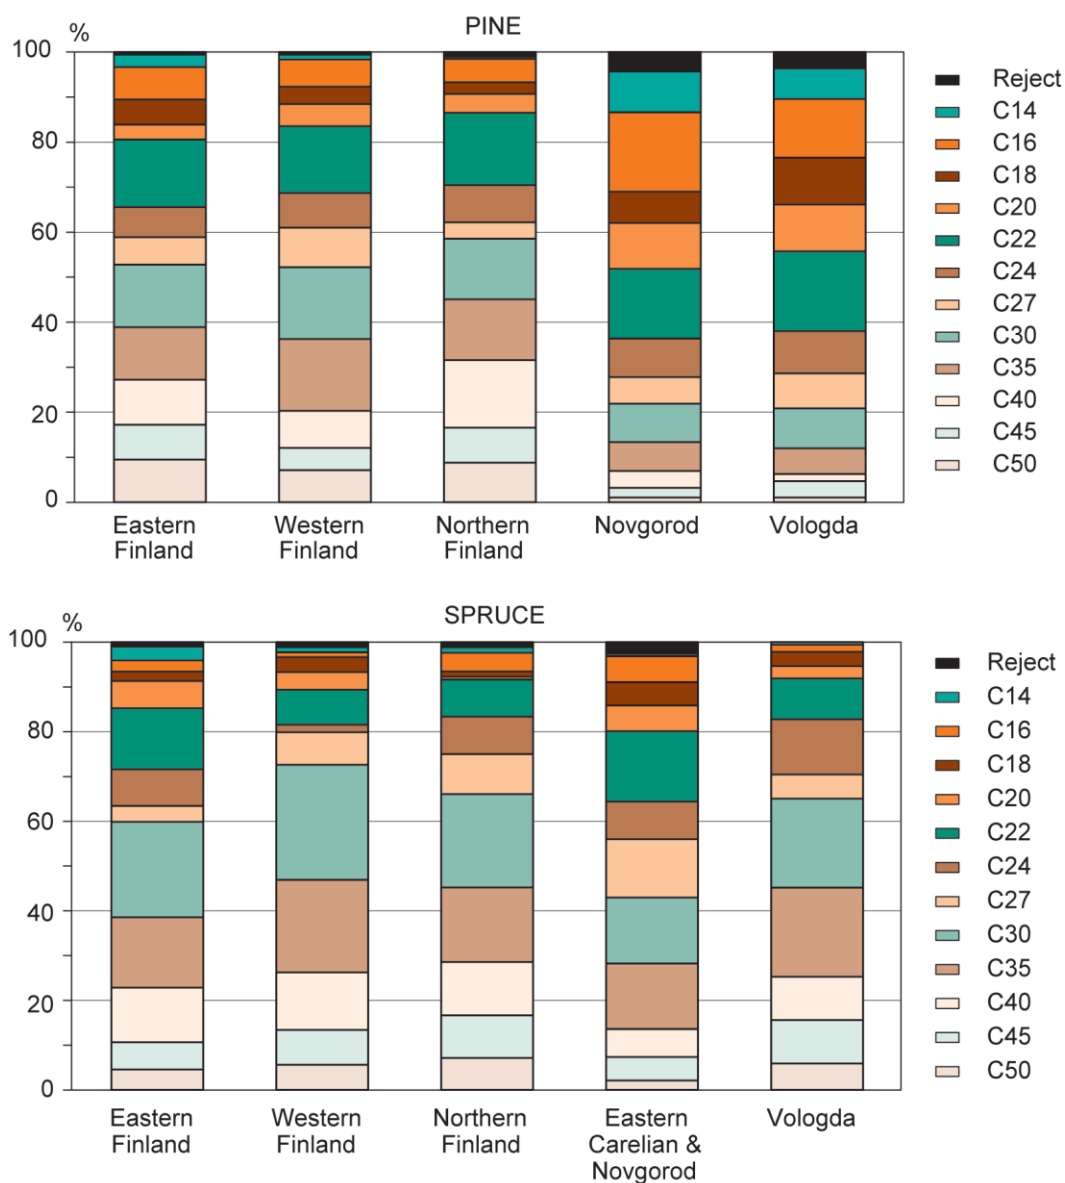 PINE
%
100
80
60
40
20
0
Eastern
Finland
Western
Finland
Northern
Finland
Novgorod
Vologda
Reject
C14
C16
C18
C20
C22
C24
C27
C30
C35
C40
C45
C50
SPRUCE
%
100
80
60
40
20
0
Eastern
Finland
Western
Finland
Northern
Finland
Eastern
Carelian &
Novgorod
Vologda
Reject
C14
C16
C18
C20
C22
C24
C27
C30
C35
C40
C45
C50